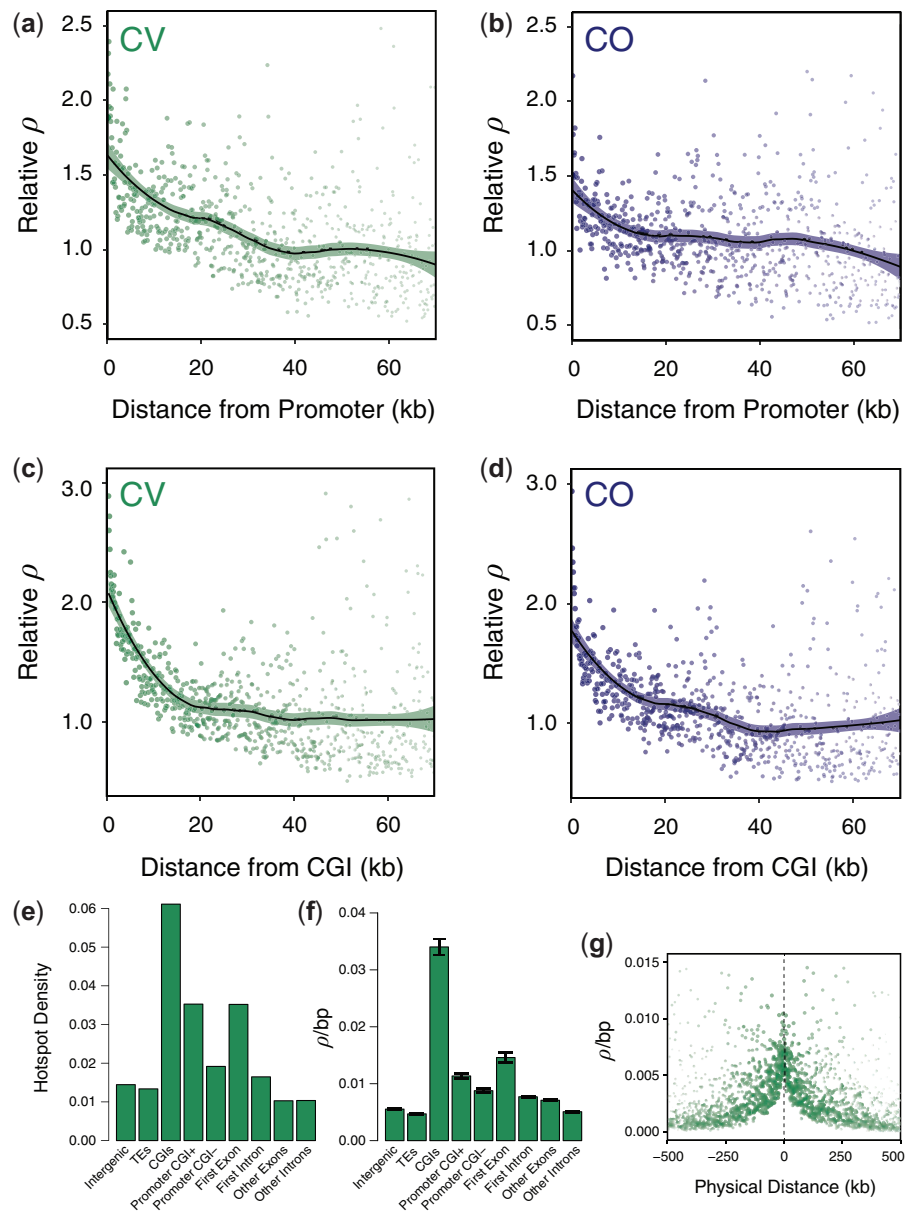 (a)
CV
2.5
2.0
1.5
1.0
0.5
Relative ρ
0 20 40 60
Distance from Promoter (kb)
(b)
CO
2.5
2.0
1.5
1.0
0.5
Relative ρ
0 20 40 60
Distance from Promoter (kb)
(c)
CV
3.0
2.0
1.0
Relative ρ
0 20 40 60
Distance from CGI (kb)
(d)
CO
3.0
2.0
1.0
Relative ρ
0 20 40 60
Distance from CGI (kb)
(e)
0.06
0.05
0.04
0.03
0.02
0.01
0.00
Hotspot Density
Intergenic
TEs
CGIs
Promoter CGI+
Promoter CGI−
First Exon
First Intron
Other Exons
Other Introns
(f)
0.04
0.03
0.02
0.01
0.00
ρ/bp
Intergenic
TEs
CGIs
Promoter CGI+
Promoter CGI−
First Exon
First Intron
Other Exons
Other Introns
(g)
0.015
0.010
0.005
0.000
ρ/bp
−500 −250 0 250 500
Physical Distance (kb)